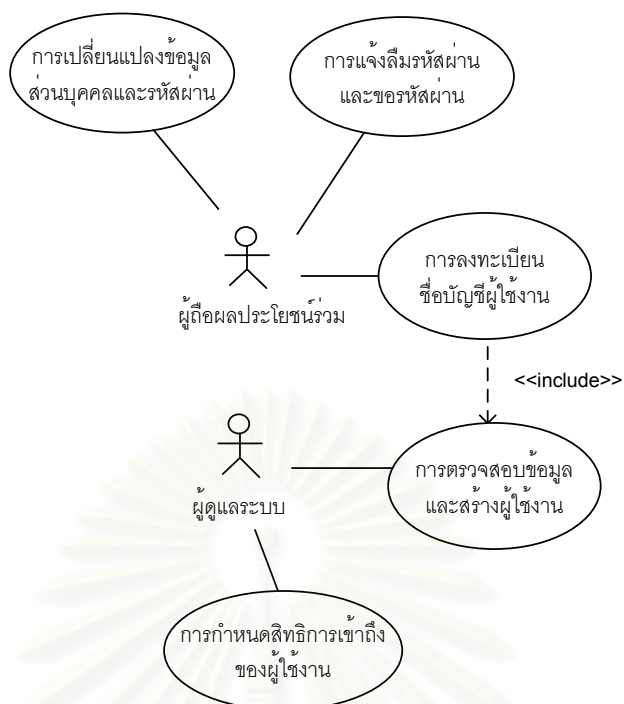 การเปลี่ยนแปลงข้อมูล
ส่วนบุคคลและรหัสผ่าน
การแจ้งลืมรหัสผ่าน
และขอรหัสผ่าน
การลงทะเบียน
ชื่อบัญชีผู้ใช้งาน
ผู้ถือผลประโยชน์ร่วม
<<include>>
การตรวจสอบข้อมูล
และสร้างผู้ใช้งาน
ผู้ดูแลระบบ
การกำหนดสิทธิการเข้าถึง
ของผู้ใช้งาน